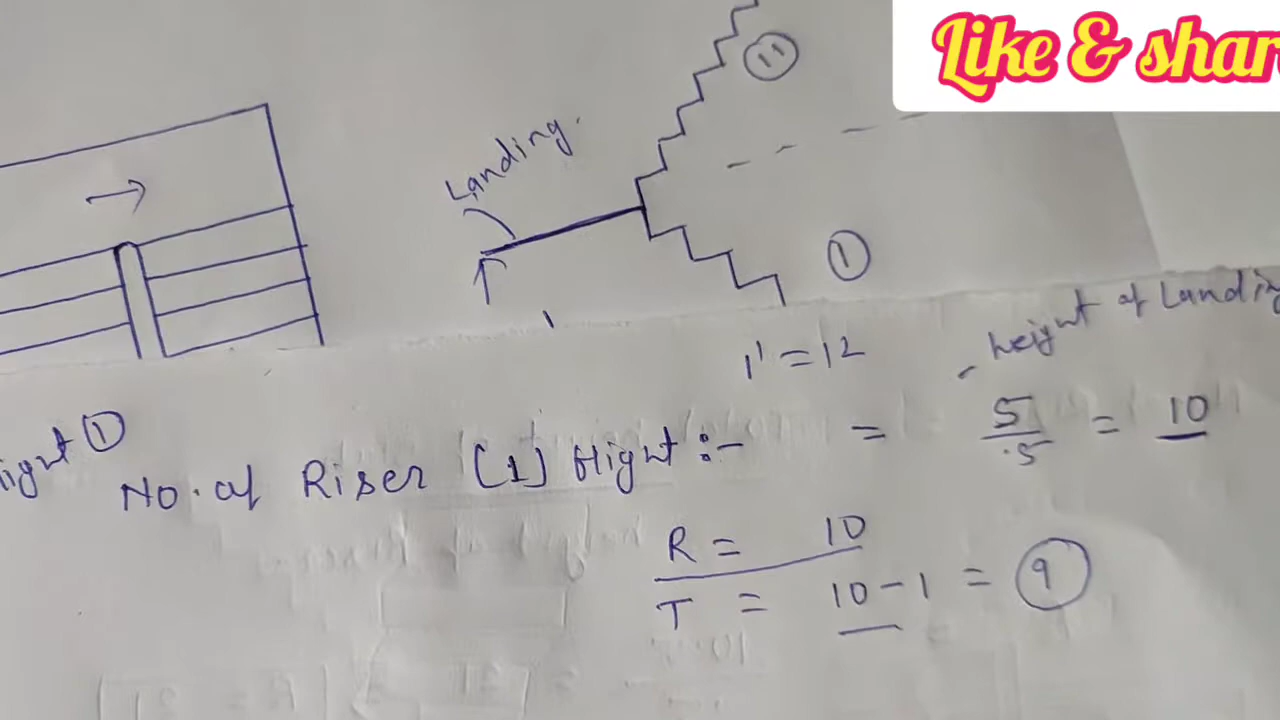 Like & shar
11
Landing.
1
1' = 12
height of Landin
ight 1
No. of Riser (1) flight :- = 5/.5 = 10
R = 10
T = 10-1 = 9